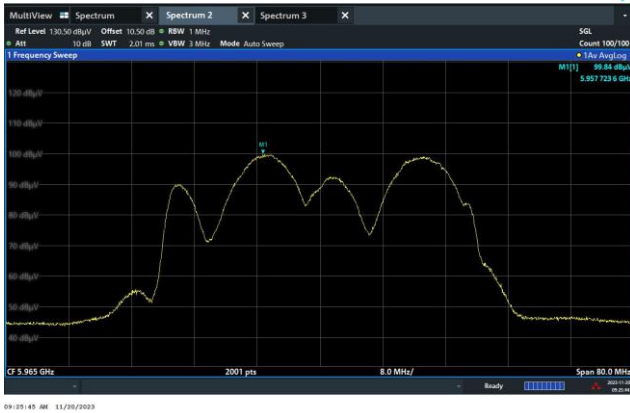 MultiView Spectrum X Spectrum 2 X Spectrum 3 X
Ref Level 130.50 dBµV Offset 10.50 dB RBW 1 MHz SGL
Att 10 dB SWT 2.01 ms VBW 3 MHz Mode Auto Sweep Count 100/100
1 Frequency Sweep 1Av AvgLog
M1[1] 99.84 dBµV
5.957 723 6 GHz
120 dBµV
110 dBµV
M1
100 dBµV
90 dBµV
80 dBµV
70 dBµV
60 dBµV
50 dBµV
40 dBµV
CF 5.965 GHz 2001 pts 8.0 MHz/ Span 80.0 MHz
Ready
09:25:45 AM 11/20/2023